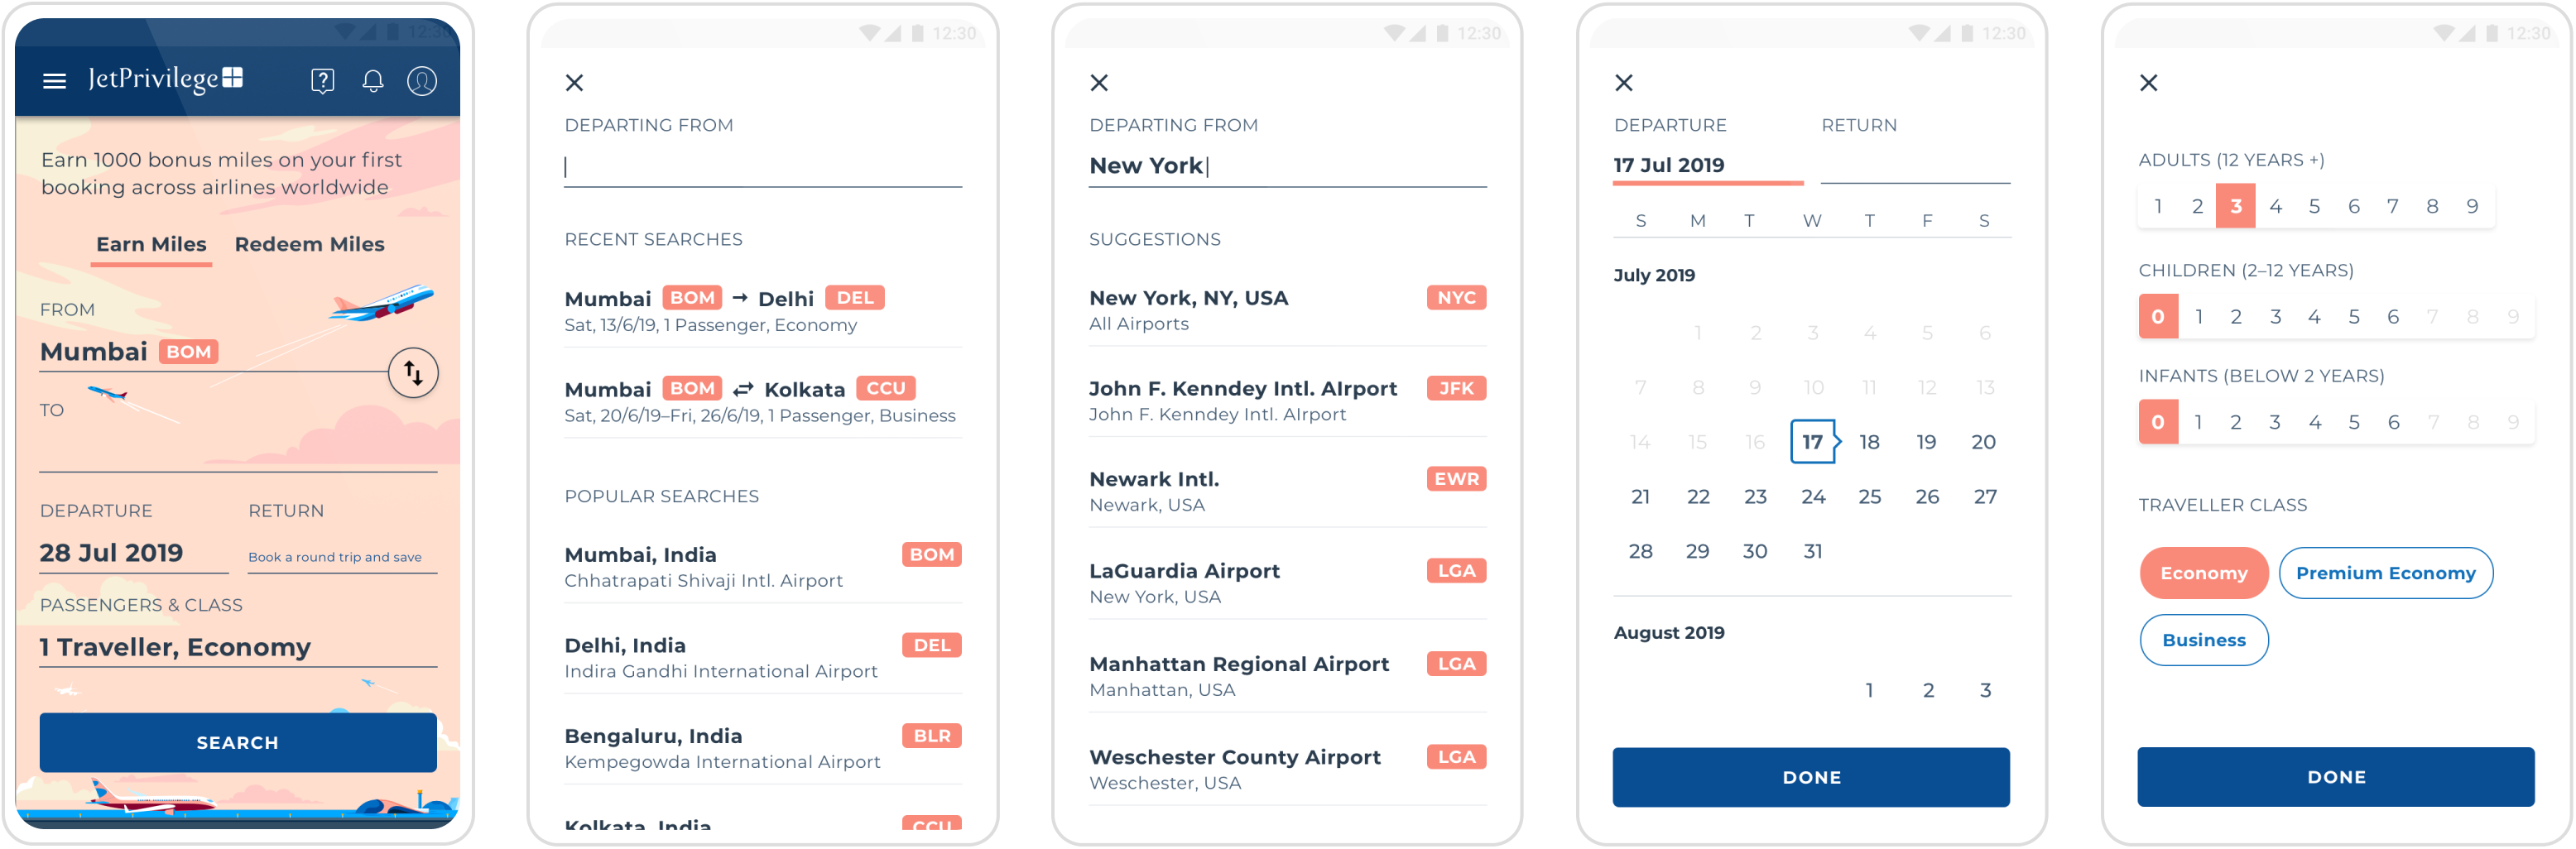 12:30
JetPrivilege
Earn 1000 bonus miles on your first
booking across airlines worldwide
Earn Miles Redeem Miles
FROM
Mumbai BOM
TO
DEPARTURE RETURN
28 Jul 2019 Book a round trip and save
PASSENGERS & CLASS
1 Traveller, Economy
SEARCH
12:30
DEPARTING FROM
RECENT SEARCHES
Mumbai BOM → Delhi DEL
Sat, 13/6/19, 1 Passenger, Economy
Mumbai BOM ⇄ Kolkata CCU
Sat, 20/6/19–Fri, 26/6/19, 1 Passenger, Business
POPULAR SEARCHES
Mumbai, India BOM
Chhatrapati Shivaji Intl. Airport
Delhi, India DEL
Indira Gandhi International Airport
Bengaluru, India BLR
Kempegowda International Airport
Kolkata, India CCU
12:30
DEPARTING FROM
New York
SUGGESTIONS
New York, NY, USA NYC
All Airports
John F. Kenndey Intl. AIrport JFK
John F. Kenndey Intl. AIrport
Newark Intl. EWR
Newark, USA
LaGuardia Airport LGA
New York, USA
Manhattan Regional Airport LGA
Manhattan, USA
Weschester County Airport LGA
Weschester, USA
12:30
DEPARTURE RETURN
17 Jul 2019
S M T W T F S
July 2019
1 2 3 4 5 6
7 8 9 10 11 12 13
14 15 16 17 18 19 20
21 22 23 24 25 26 27
28 29 30 31
August 2019
1 2 3
DONE
12:30
ADULTS (12 YEARS +)
1 2 3 4 5 6 7 8 9
CHILDREN (2–12 YEARS)
0 1 2 3 4 5 6 7 8 9
INFANTS (BELOW 2 YEARS)
0 1 2 3 4 5 6 7 8 9
TRAVELLER CLASS
Economy Premium Economy
Business
DONE